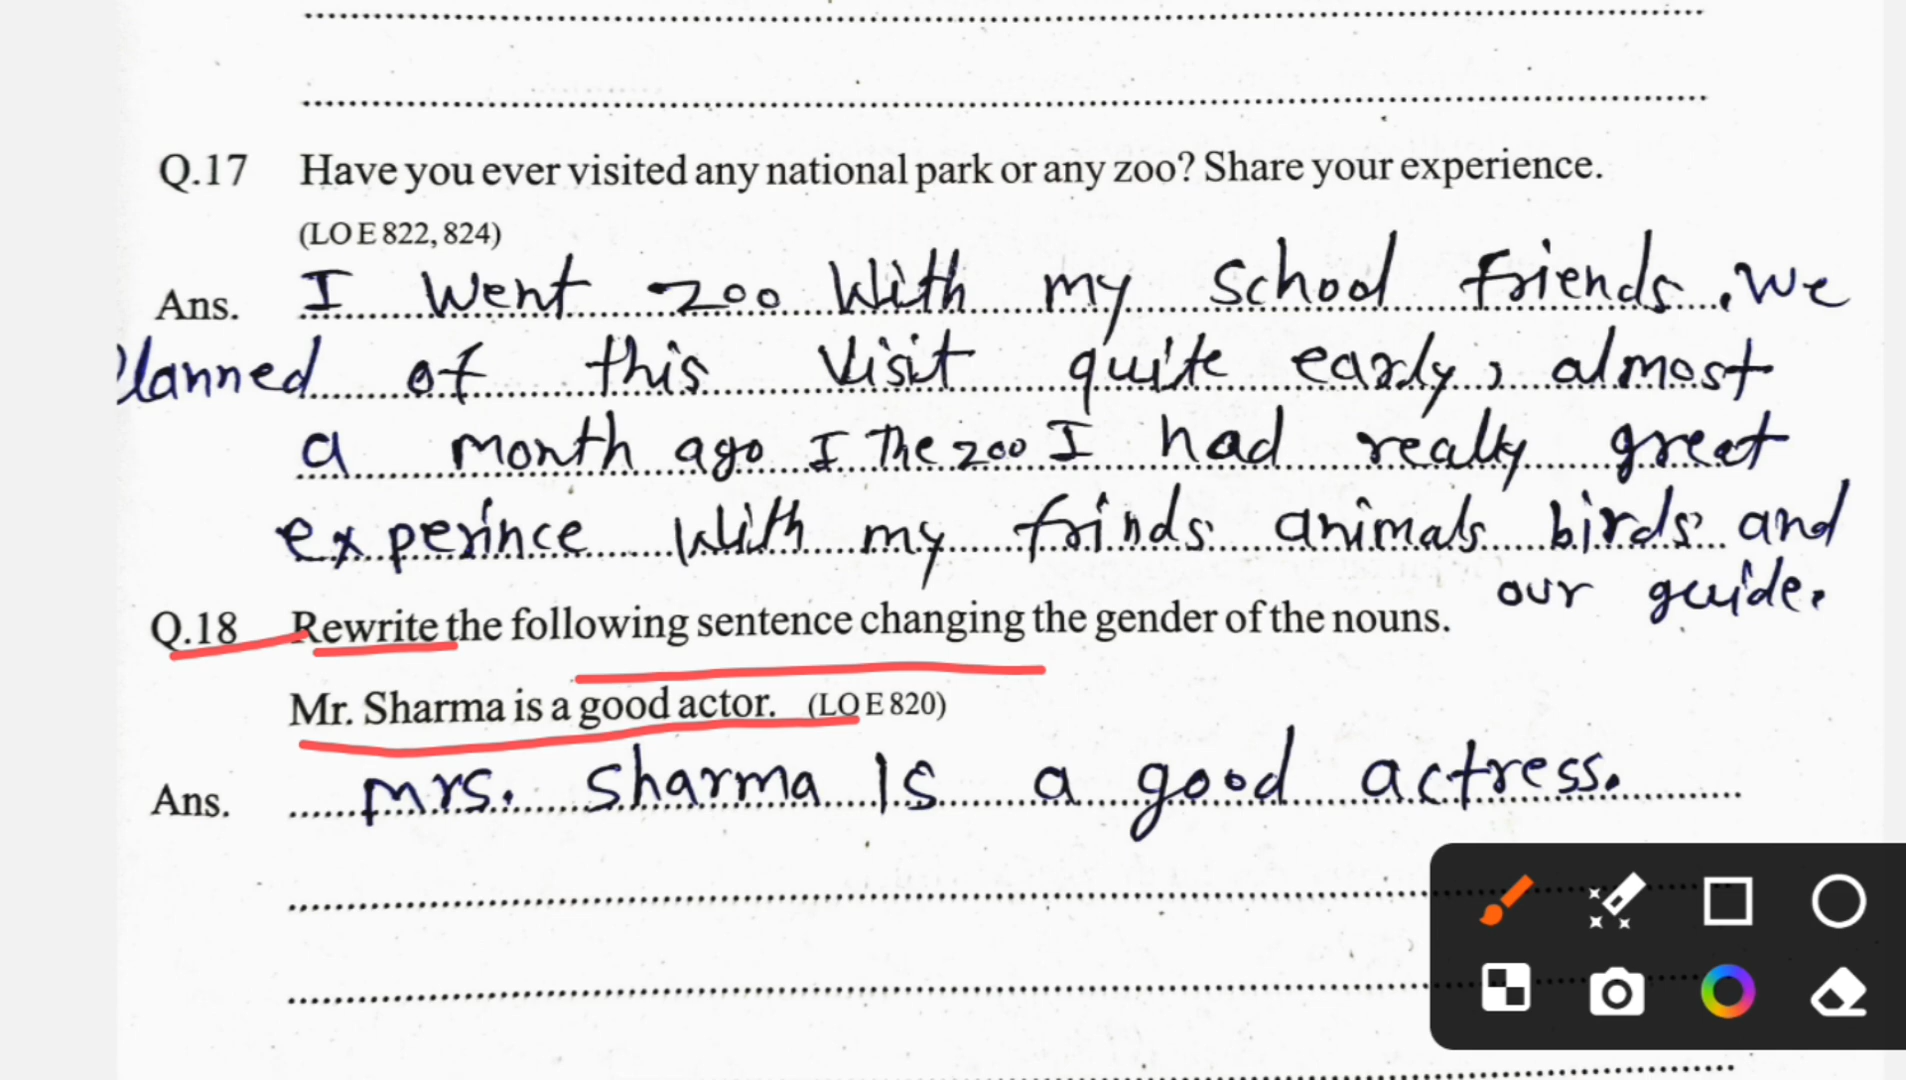 Q.17 Have you ever visited any national park or any zoo? Share your experience.
(LO E 822, 824)
Ans. I went zoo with my school friends. we
Planned of this visit quite early, almost
a month ago I The zoo I had really great
experince with my frinds animals birds and
our guide.
Q.18 Rewrite the following sentence changing the gender of the nouns.
Mr. Sharma is a good actor. (LO E 820)
Ans. Mrs. Sharma Is a good actress.